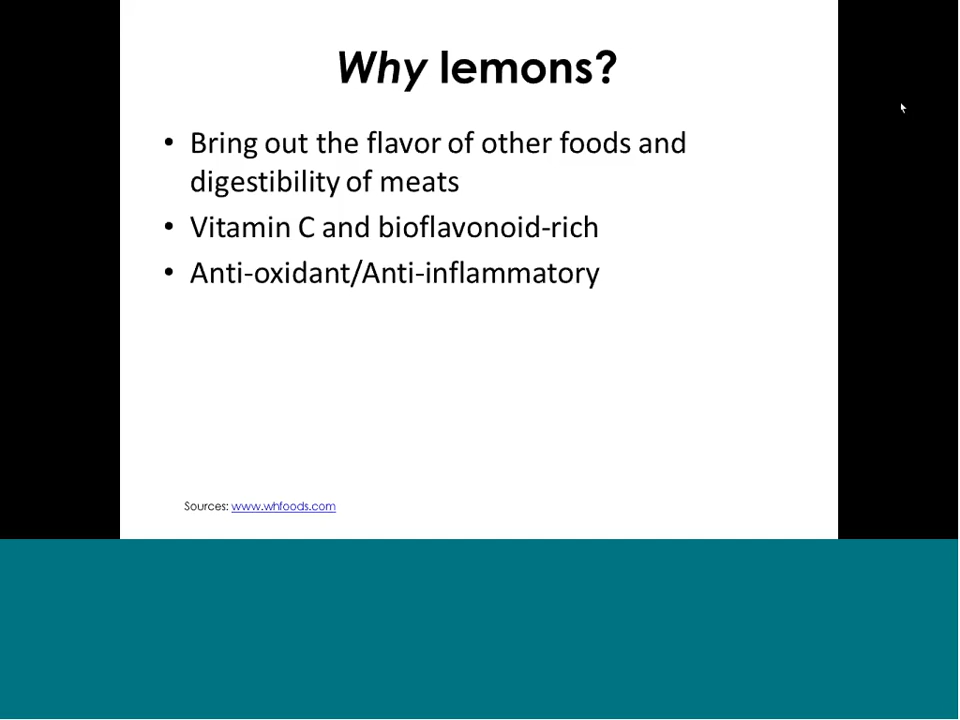 Why lemons?
• Bring out the flavor of other foods and
digestibility of meats
• Vitamin C and bioflavonoid-rich
• Anti-oxidant/Anti-inflammatory
Sources: www.whfoods.com